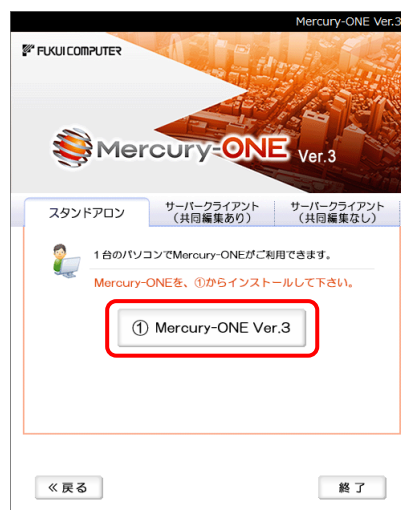 Mercury-ONE Ver.3
FUKUI COMPUTER
Mercury-ONE Ver.3
スタンドアロン
サーバークライアント
（共同編集あり）
サーバークライアント
（共同編集なし）
1台のパソコンでMercury-ONEがご利用できます。
Mercury-ONEを、①からインストールして下さい。
① Mercury-ONE Ver.3
≪戻る
終了